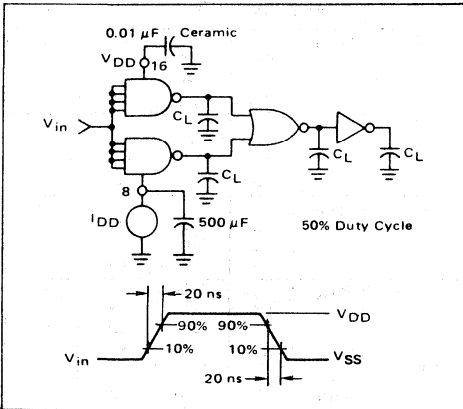 0.01 µF Ceramic
VDD 16
Vin
CL
CL
CL
CL
8
IDD
500 µF
50% Duty Cycle
20 ns
90% 90%
VDD
10% 10%
Vin
VSS
20 ns